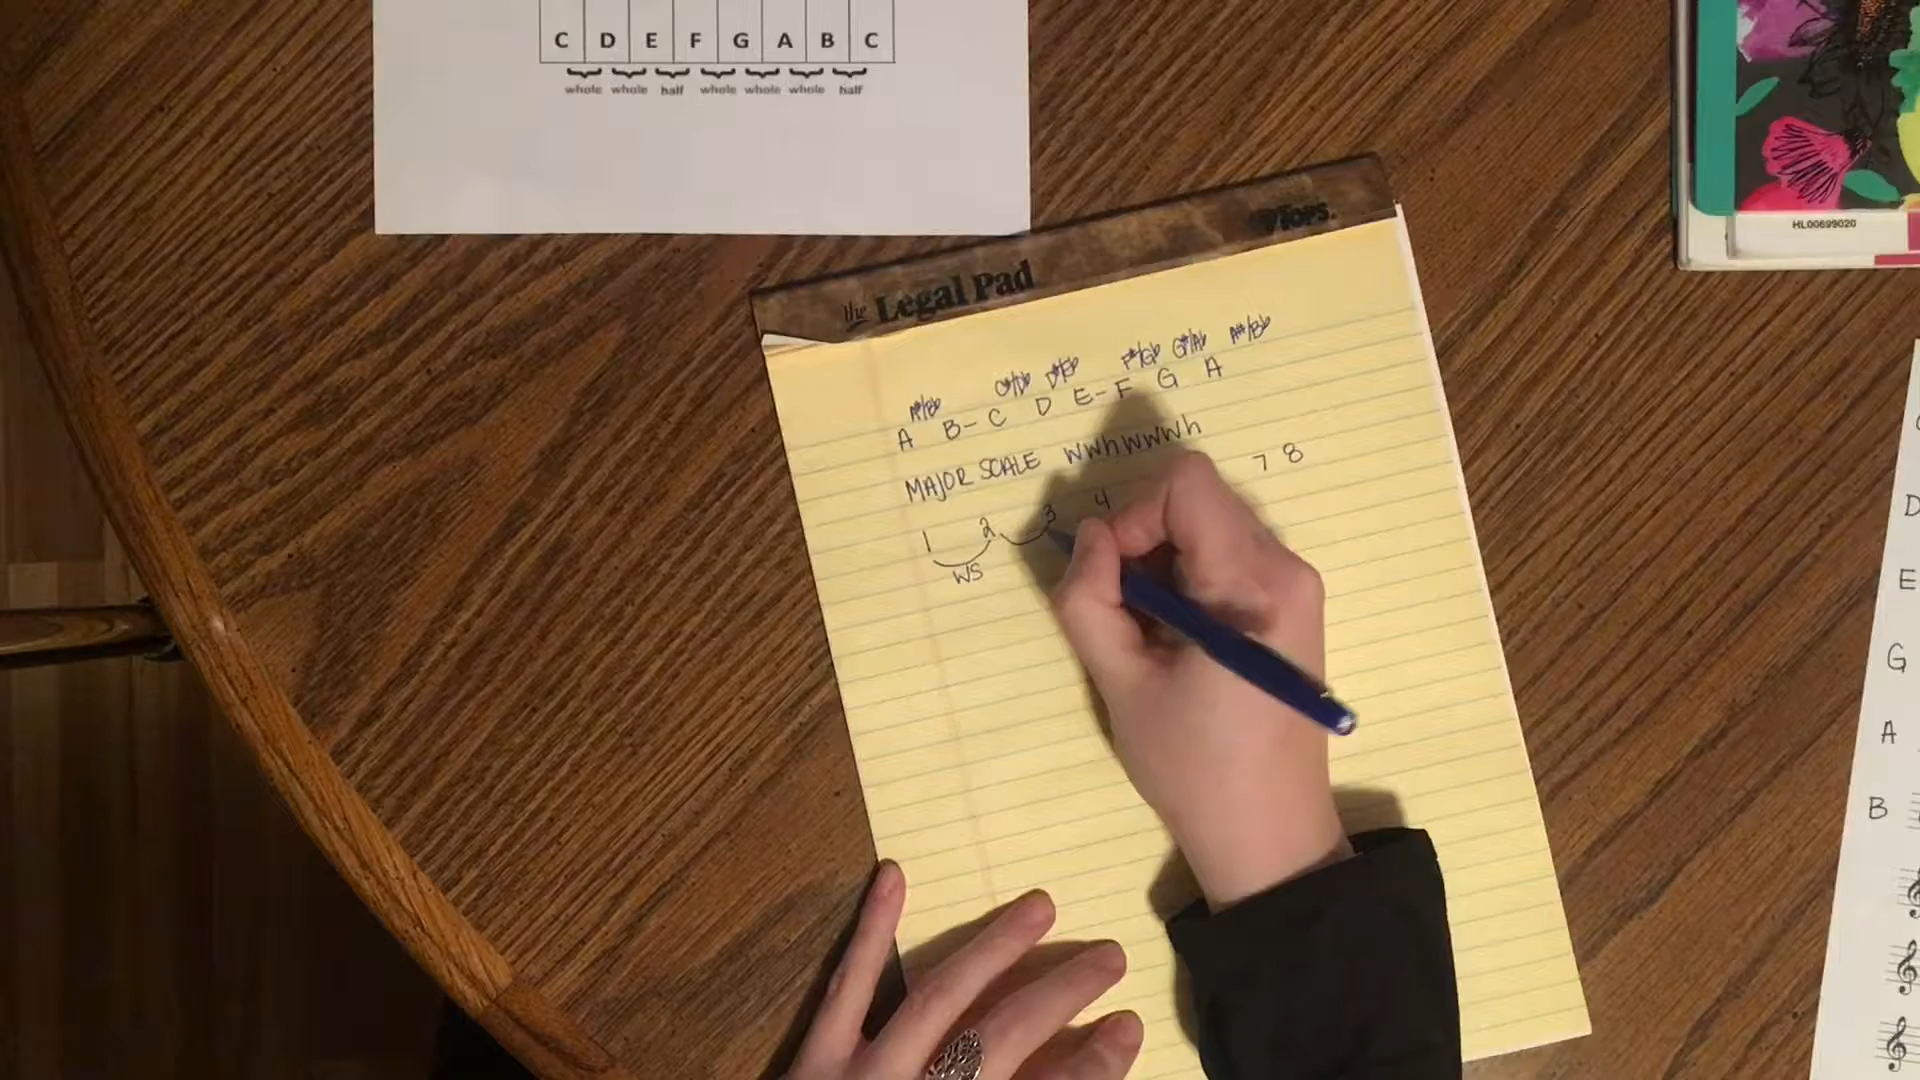 C D E F G A B C
whole whole half whole whole whole half
HL00699020
Tops.
the Legal Pad
A#/Bb C#/Db D#/Eb F#/Gb G#/Ab A#/Bb
A B- C D E- F G A
MAJOR SCALE WWhWWWh
1 2 3 4 7 8
WS
D
E
G
A
B